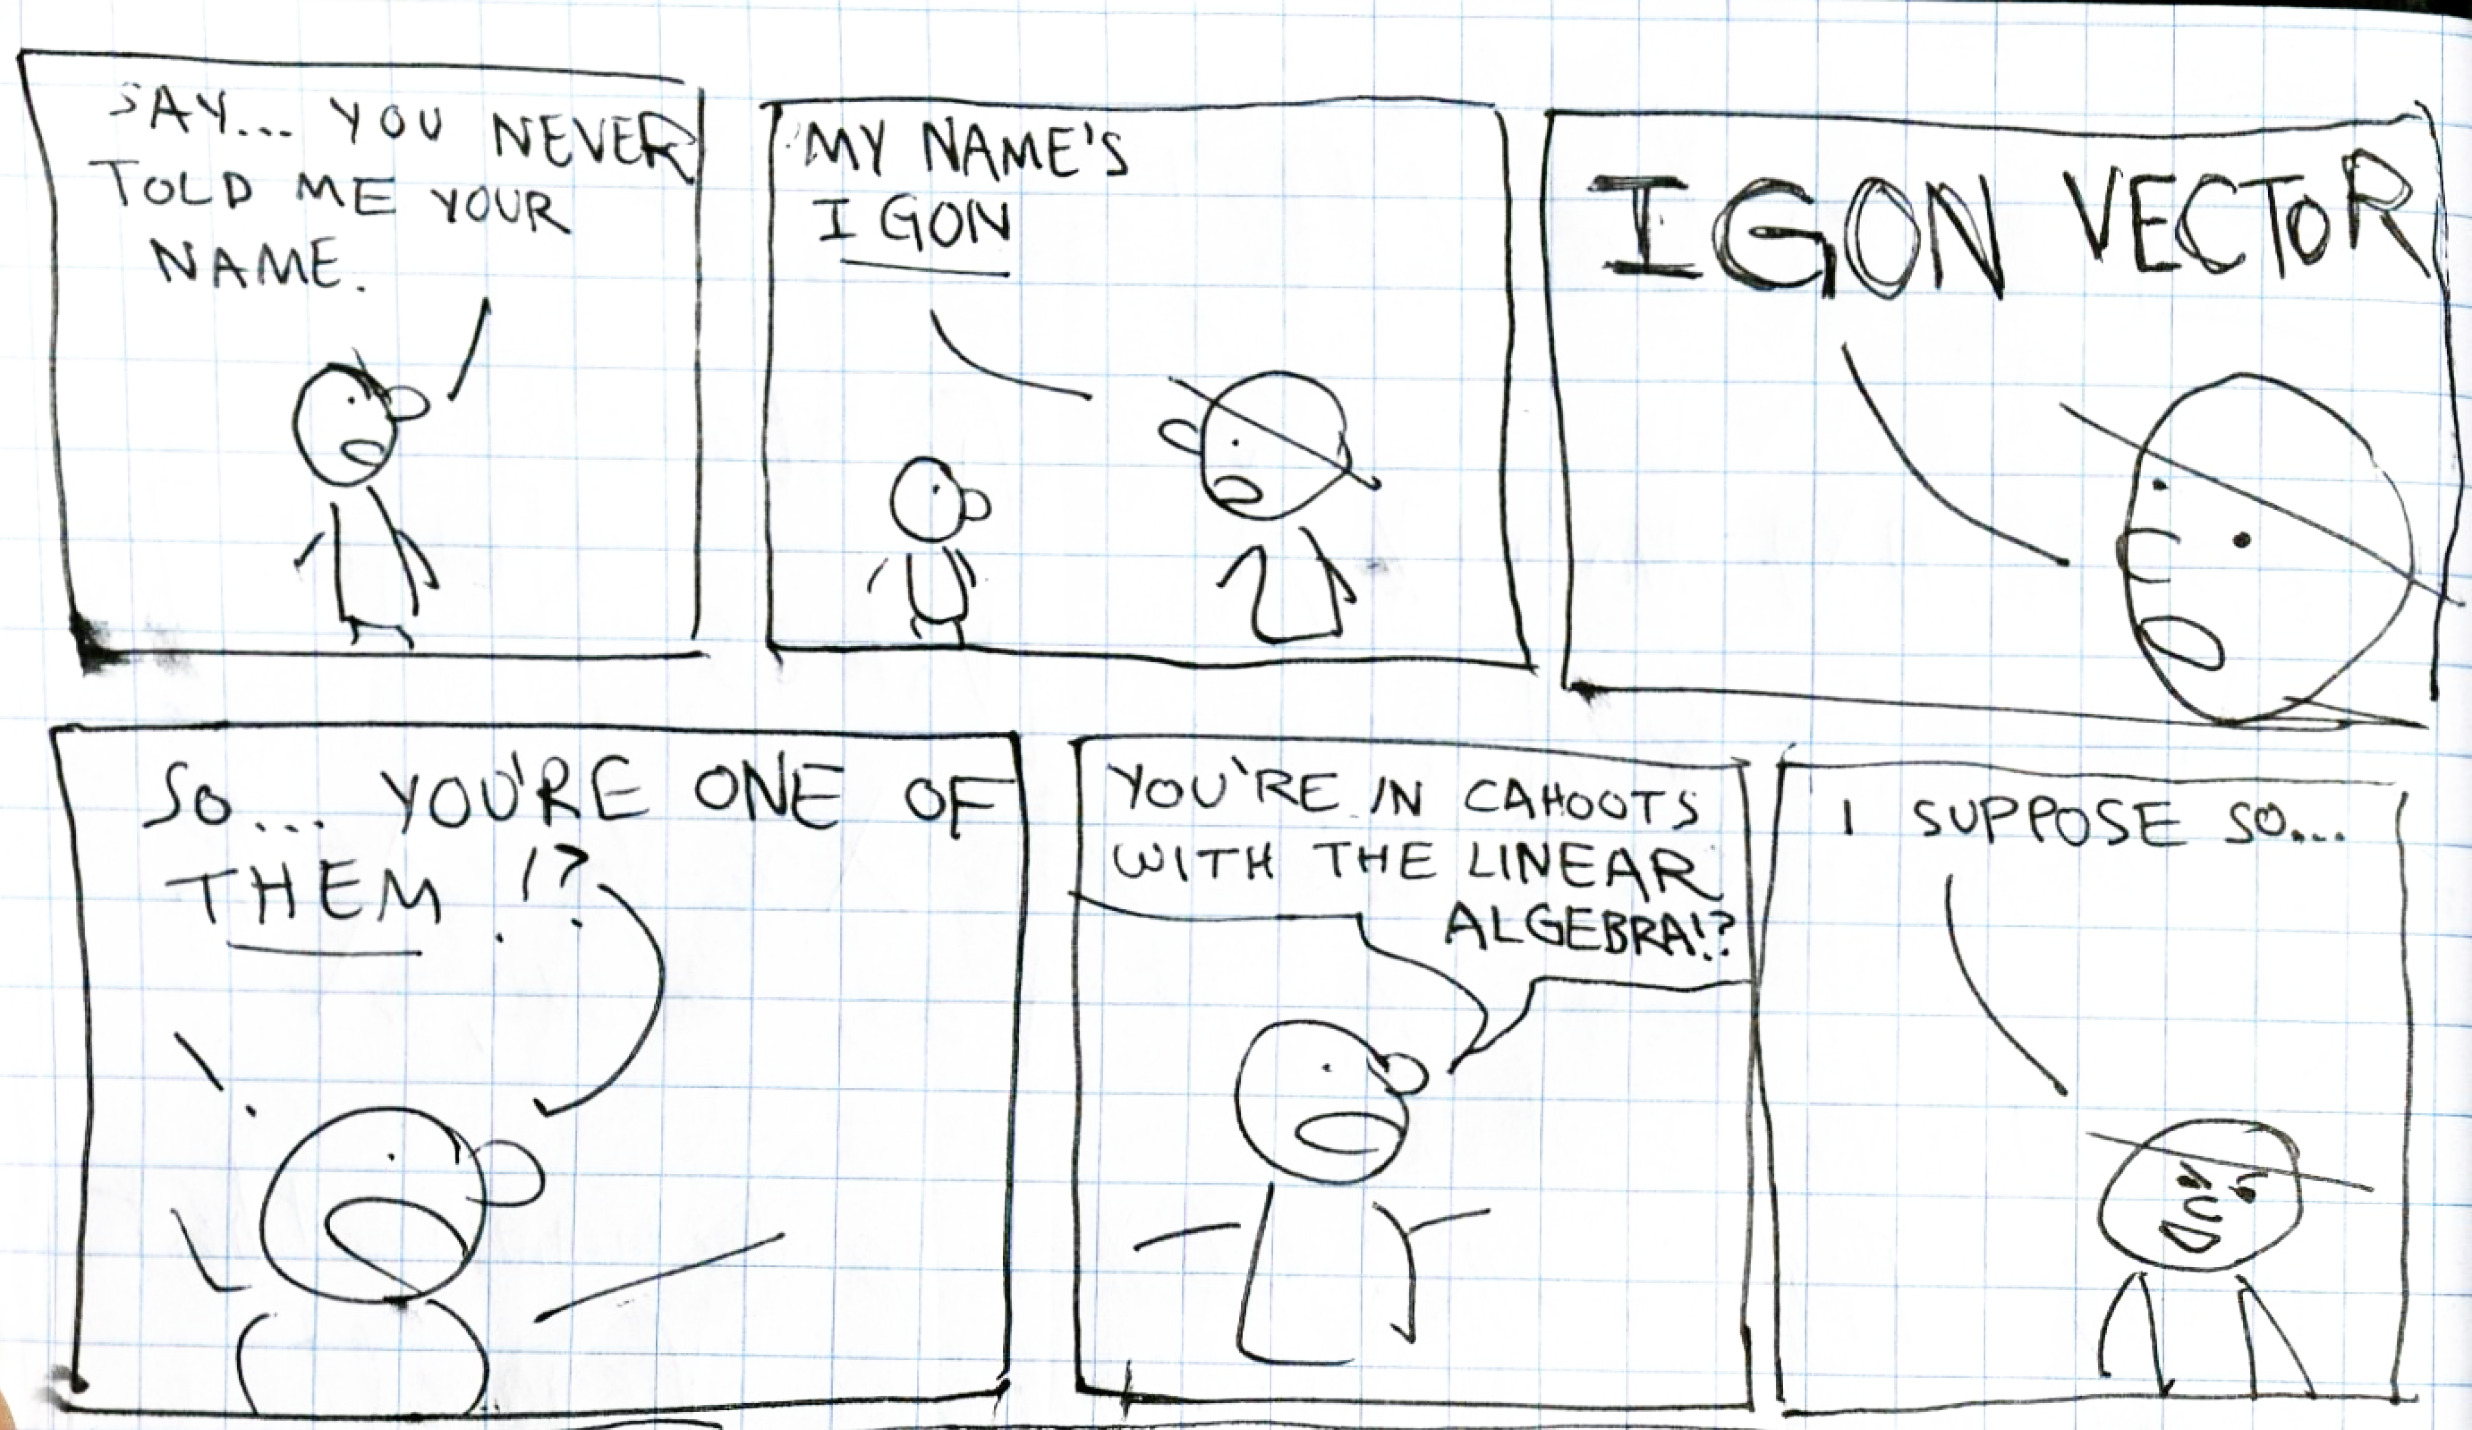 SAY... YOU NEVER
TOLD ME YOUR
NAME.
MY NAME'S
I GON
I GON VECTOR
SO... YOU'RE ONE OF
THEM !?
YOU'RE IN CAHOOTS
WITH THE LINEAR
ALGEBRA!?
I SUPPOSE SO...